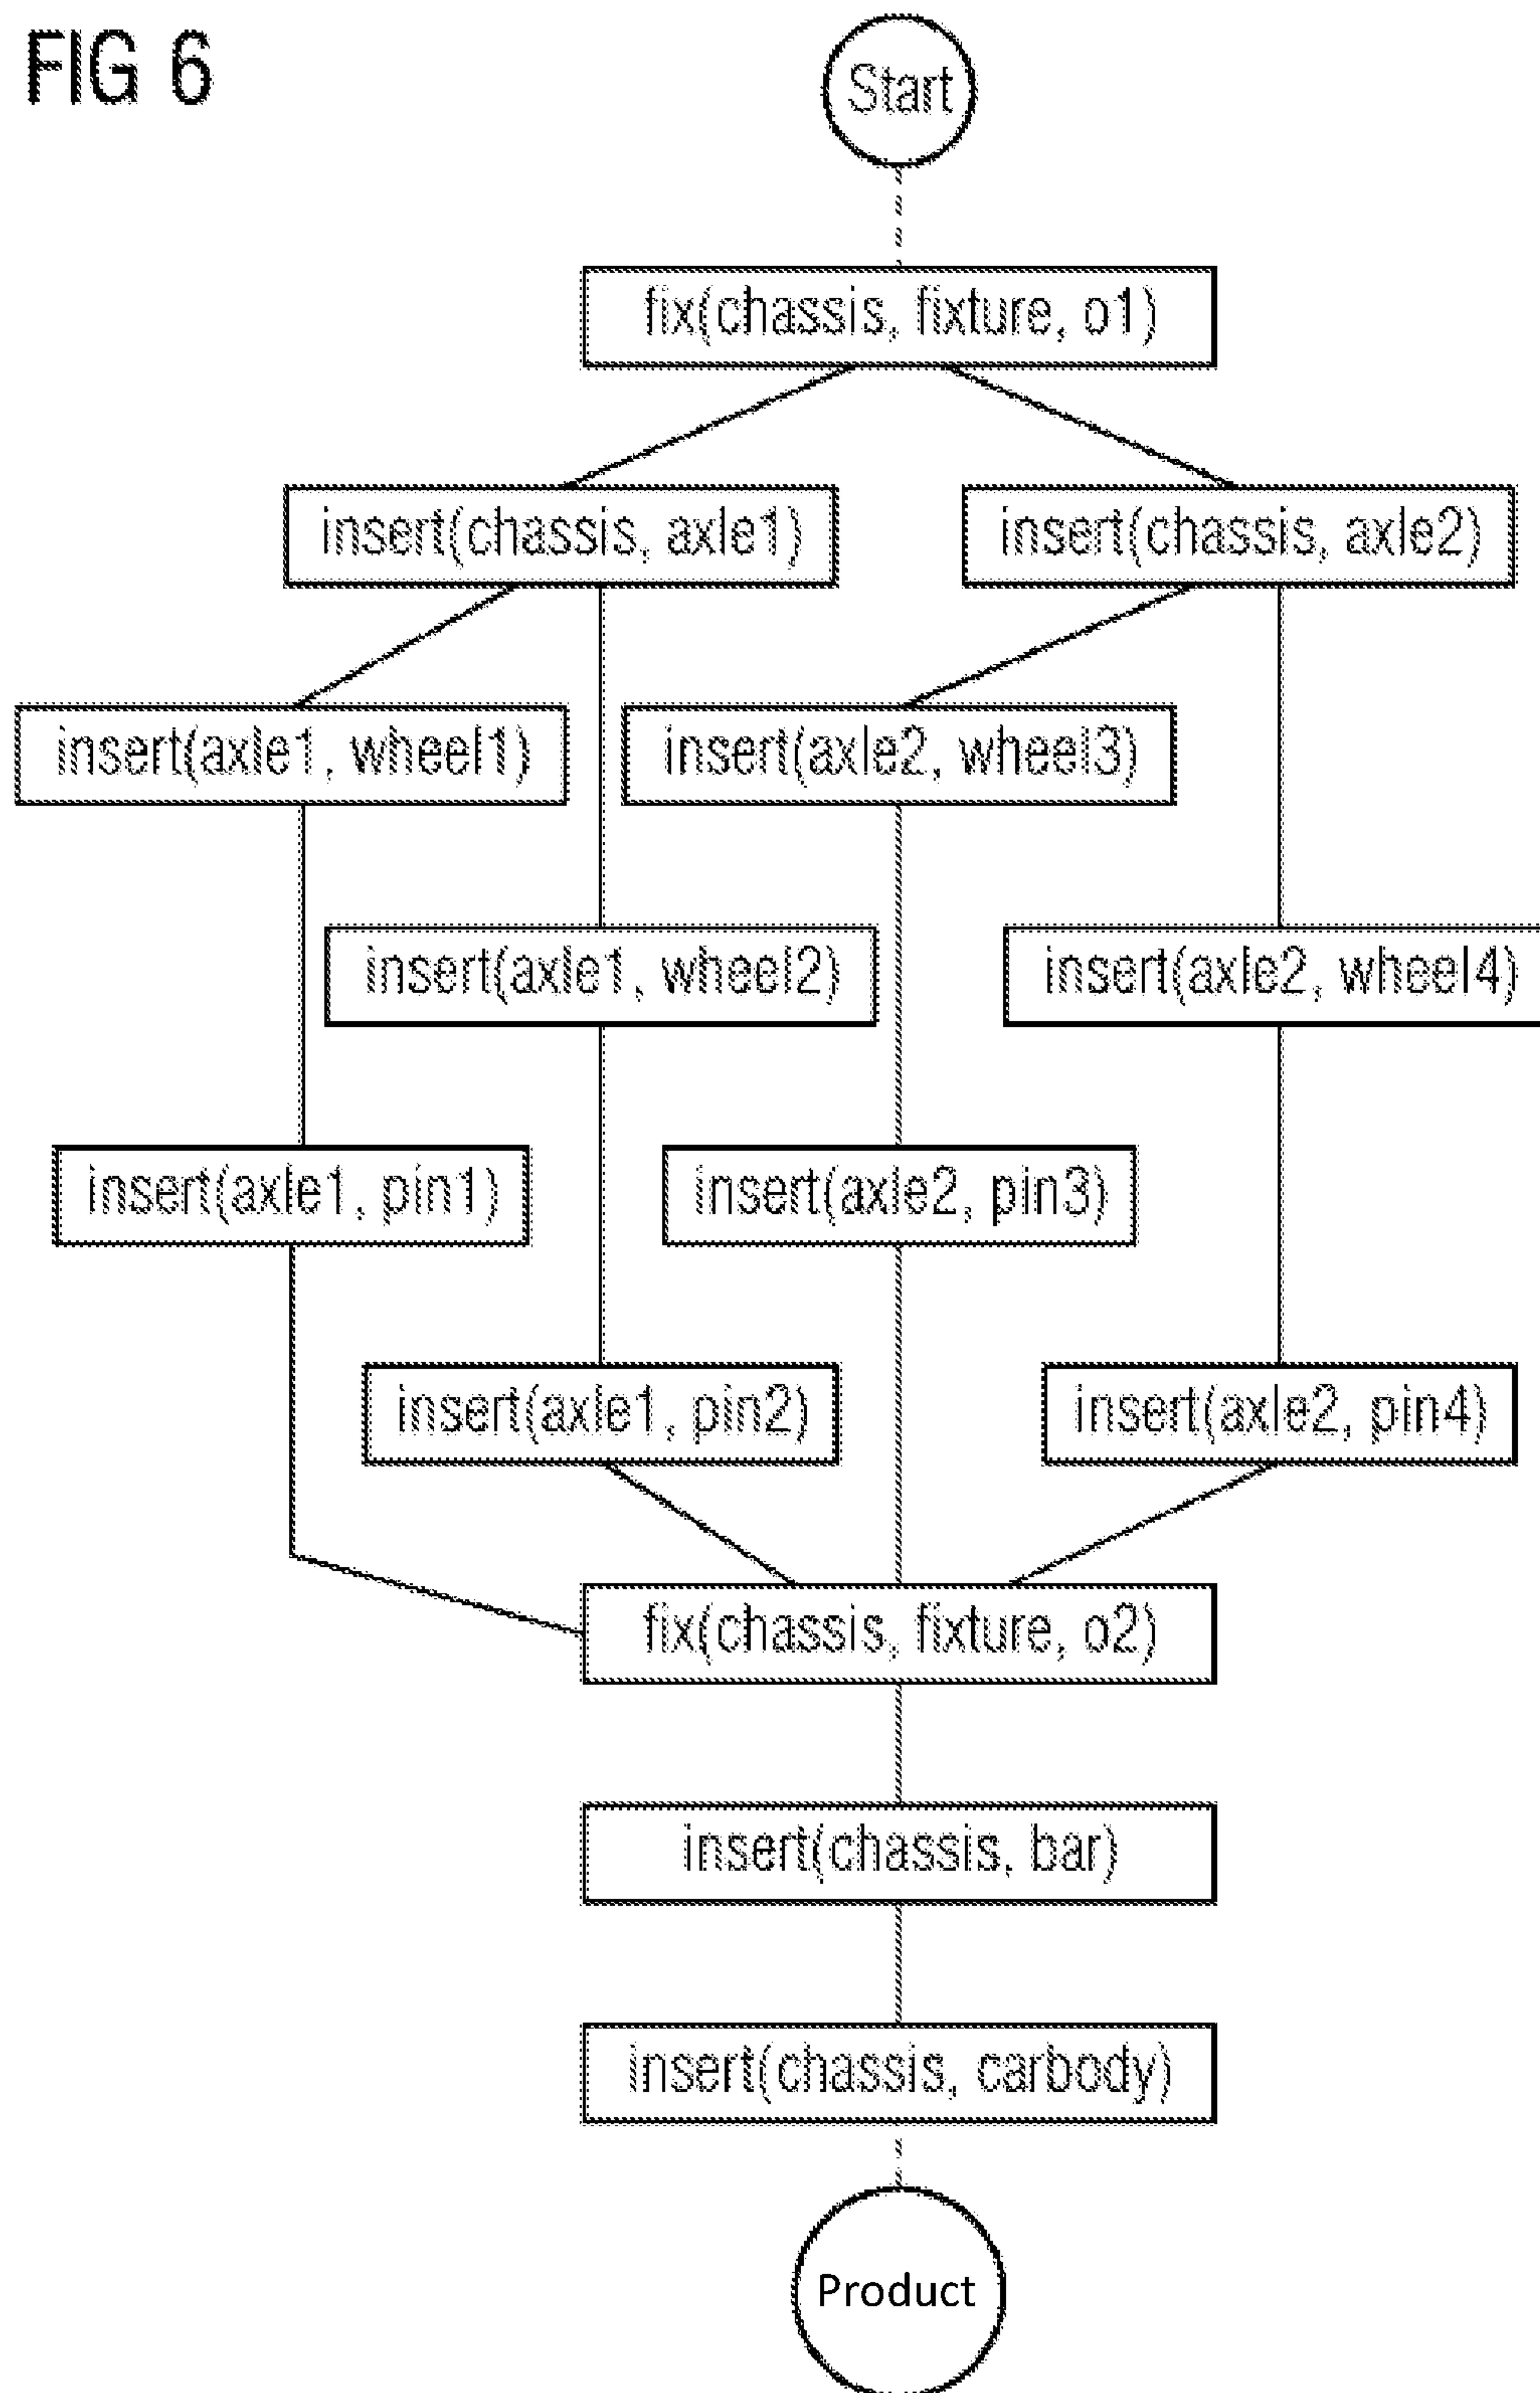 FIG 6
Start
fix(chassis, fixture, o1)
insert(chassis, axle1)
insert(chassis, axle2)
insert(axle1, wheel1)
insert(axle2, wheel3)
insert(axle1, wheel2)
insert(axle2, wheel4)
insert(axle1, pin1)
insert(axle2, pin3)
insert(axle1, pin2)
insert(axle2, pin4)
fix(chassis, fixture, o2)
insert(chassis, bar)
insert(chassis, carbody)
Product